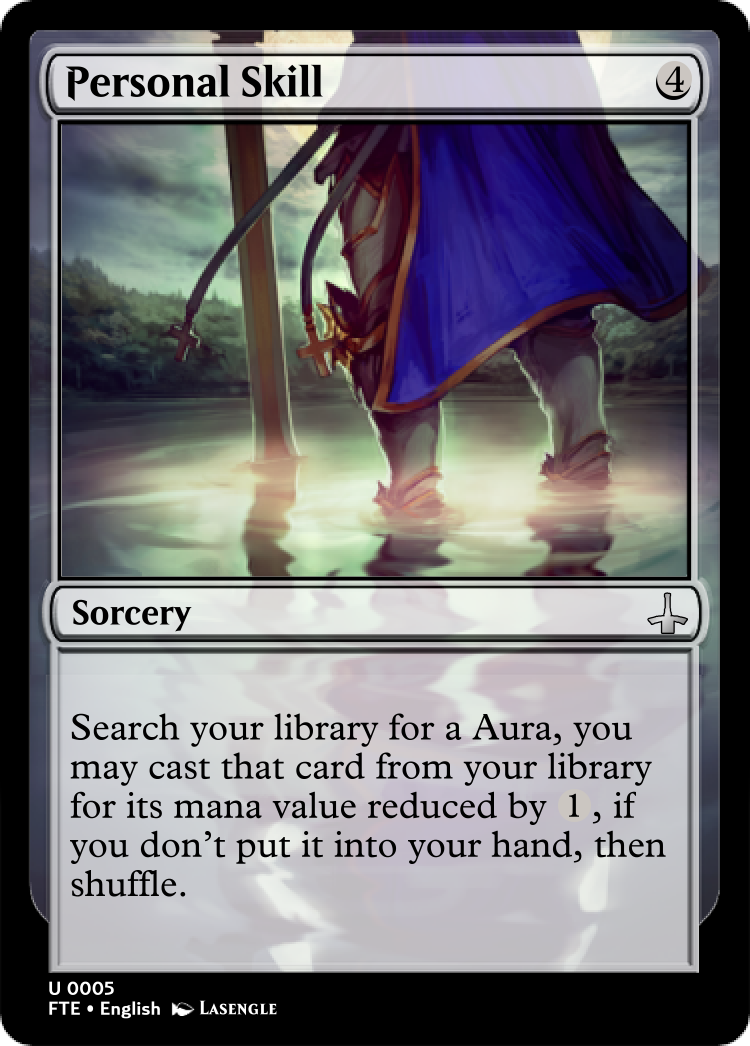 Personal Skill 4
Sorcery
Search your library for a Aura, you
may cast that card from your library
for its mana value reduced by 1 , if
you don't put it into your hand, then
shuffle.
U 0005
FTE • English Lasengle